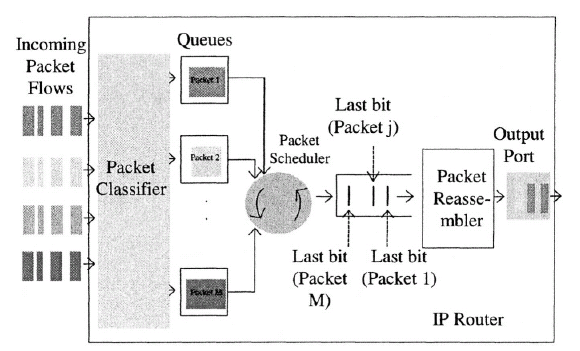 Incoming
Packet
Flows
Packet
Classifier
Queues
Packet 1
Packet 2
Packet M
Packet
Scheduler
Last bit
(Packet j)
Last bit
(Packet
M)
Last bit
(Packet 1)
Packet
Reasse-
mbler
Output
Port
IP Router